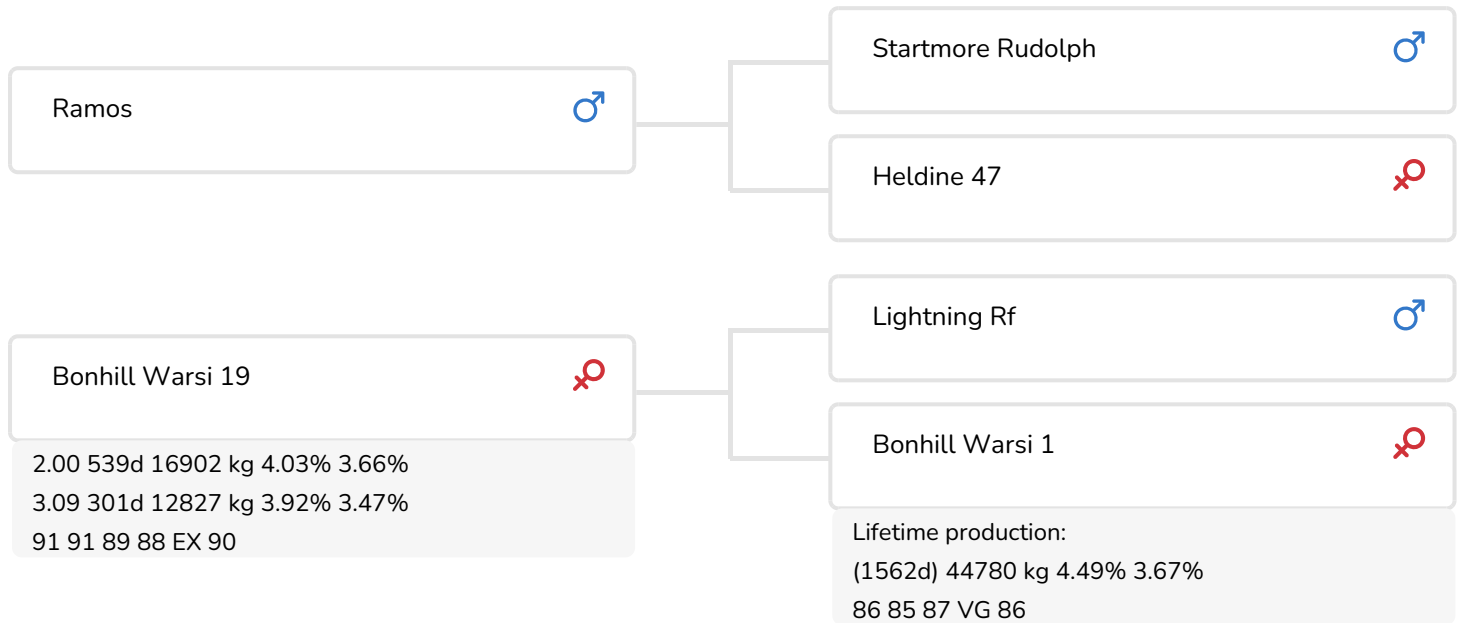 Ramos
Startmore Rudolph
Heldine 47
Bonhill Warsi 19
2.00 539d 16902 kg 4.03% 3.66%
3.09 301d 12827 kg 3.92% 3.47%
91 91 89 88 EX 90
Lightning Rf
Bonhill Warsi 1
Lifetime production:
(1562d) 44780 kg 4.49% 3.67%
86 85 87 VG 86